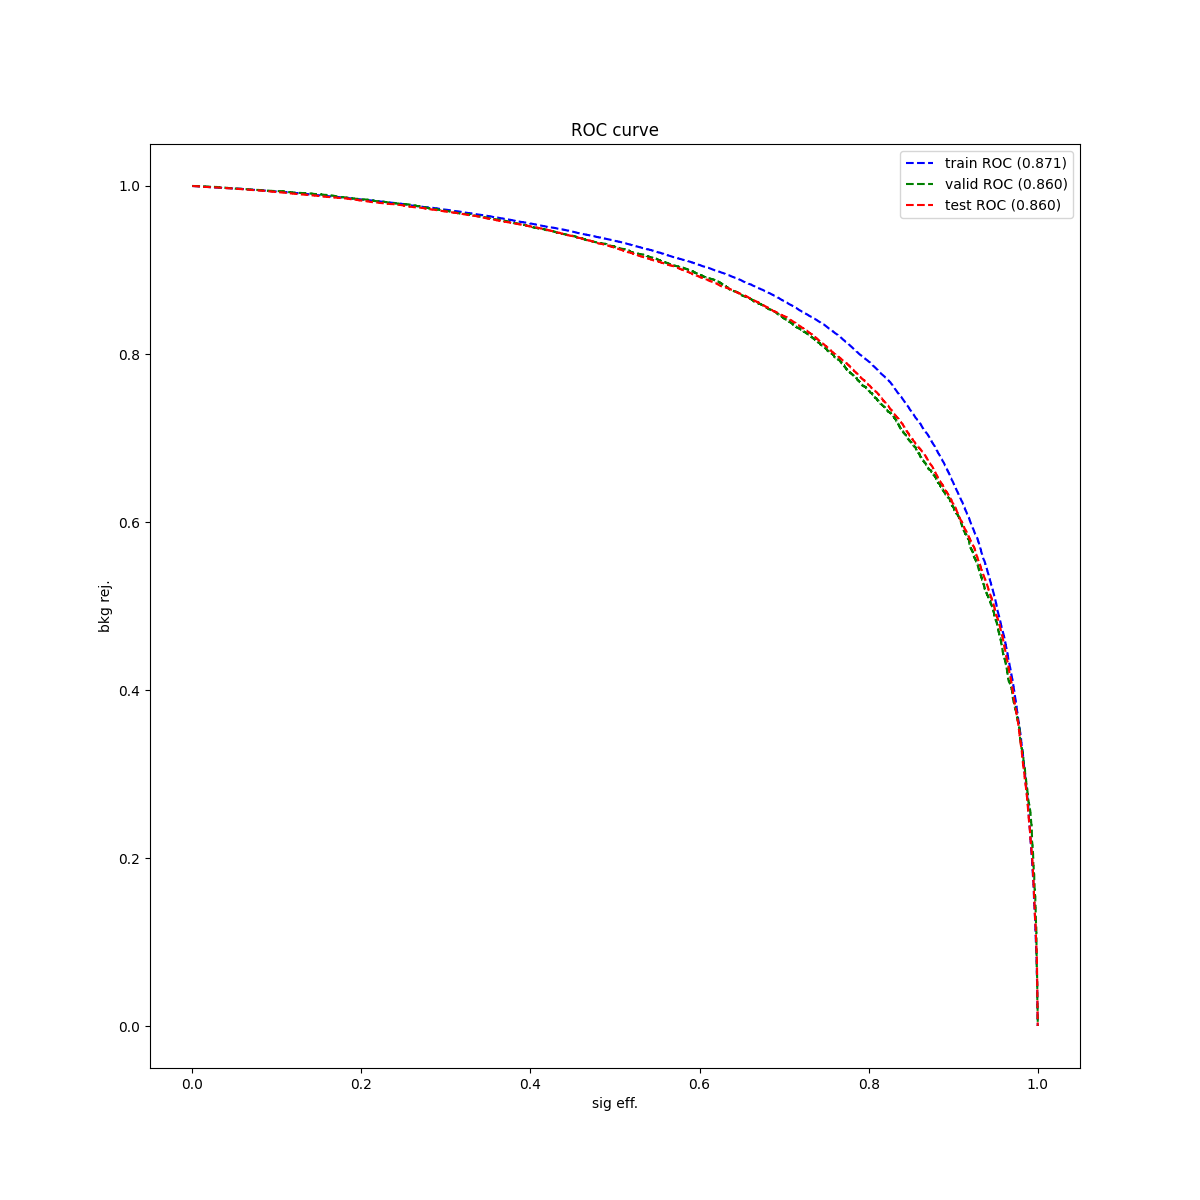 ROC curve
train ROC (0.871)
valid ROC (0.860)
test ROC (0.860)
1.0
0.8
0.6
0.4
0.2
0.0
bkg rej.
0.0 0.2 0.4 0.6 0.8 1.0
sig eff.